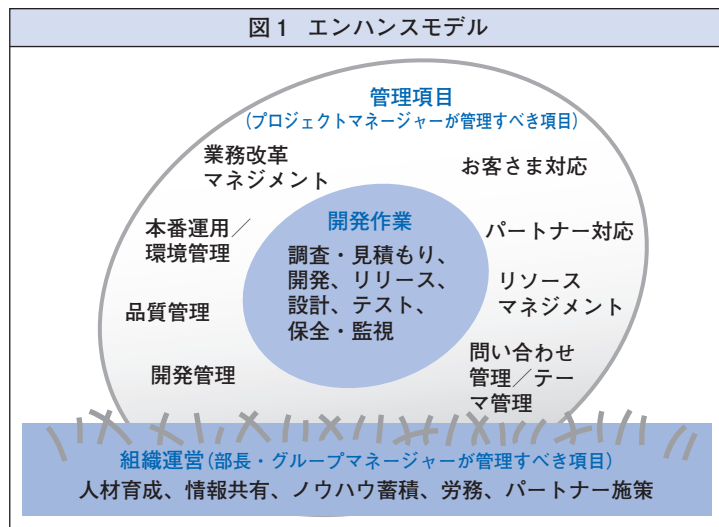 図1 エンハンスモデル
管理項目
(プロジェクトマネージャーが管理すべき項目)
業務改革
マネジメント
お客さま対応
本番運用／
環境管理
開発作業
調査・見積もり、
開発、リリース、
設計、テスト、
保全・監視
パートナー対応
リソース
マネジメント
品質管理
開発管理
問い合わせ
管理／テー
マ管理
組織運営(部長・グループマネージャーが管理すべき項目)
人材育成、情報共有、ノウハウ蓄積、労務、パートナー施策